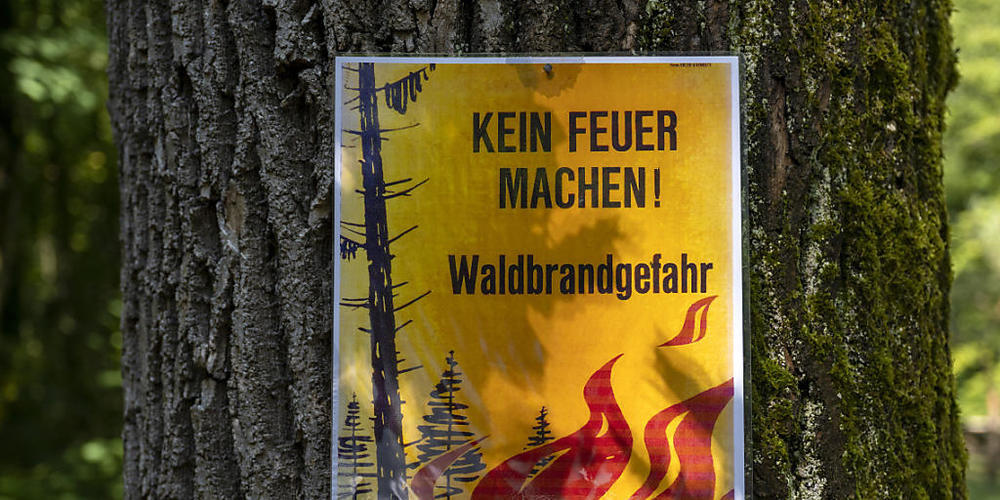 KEIN FEUER
MACHEN!
Waldbrandgefahr